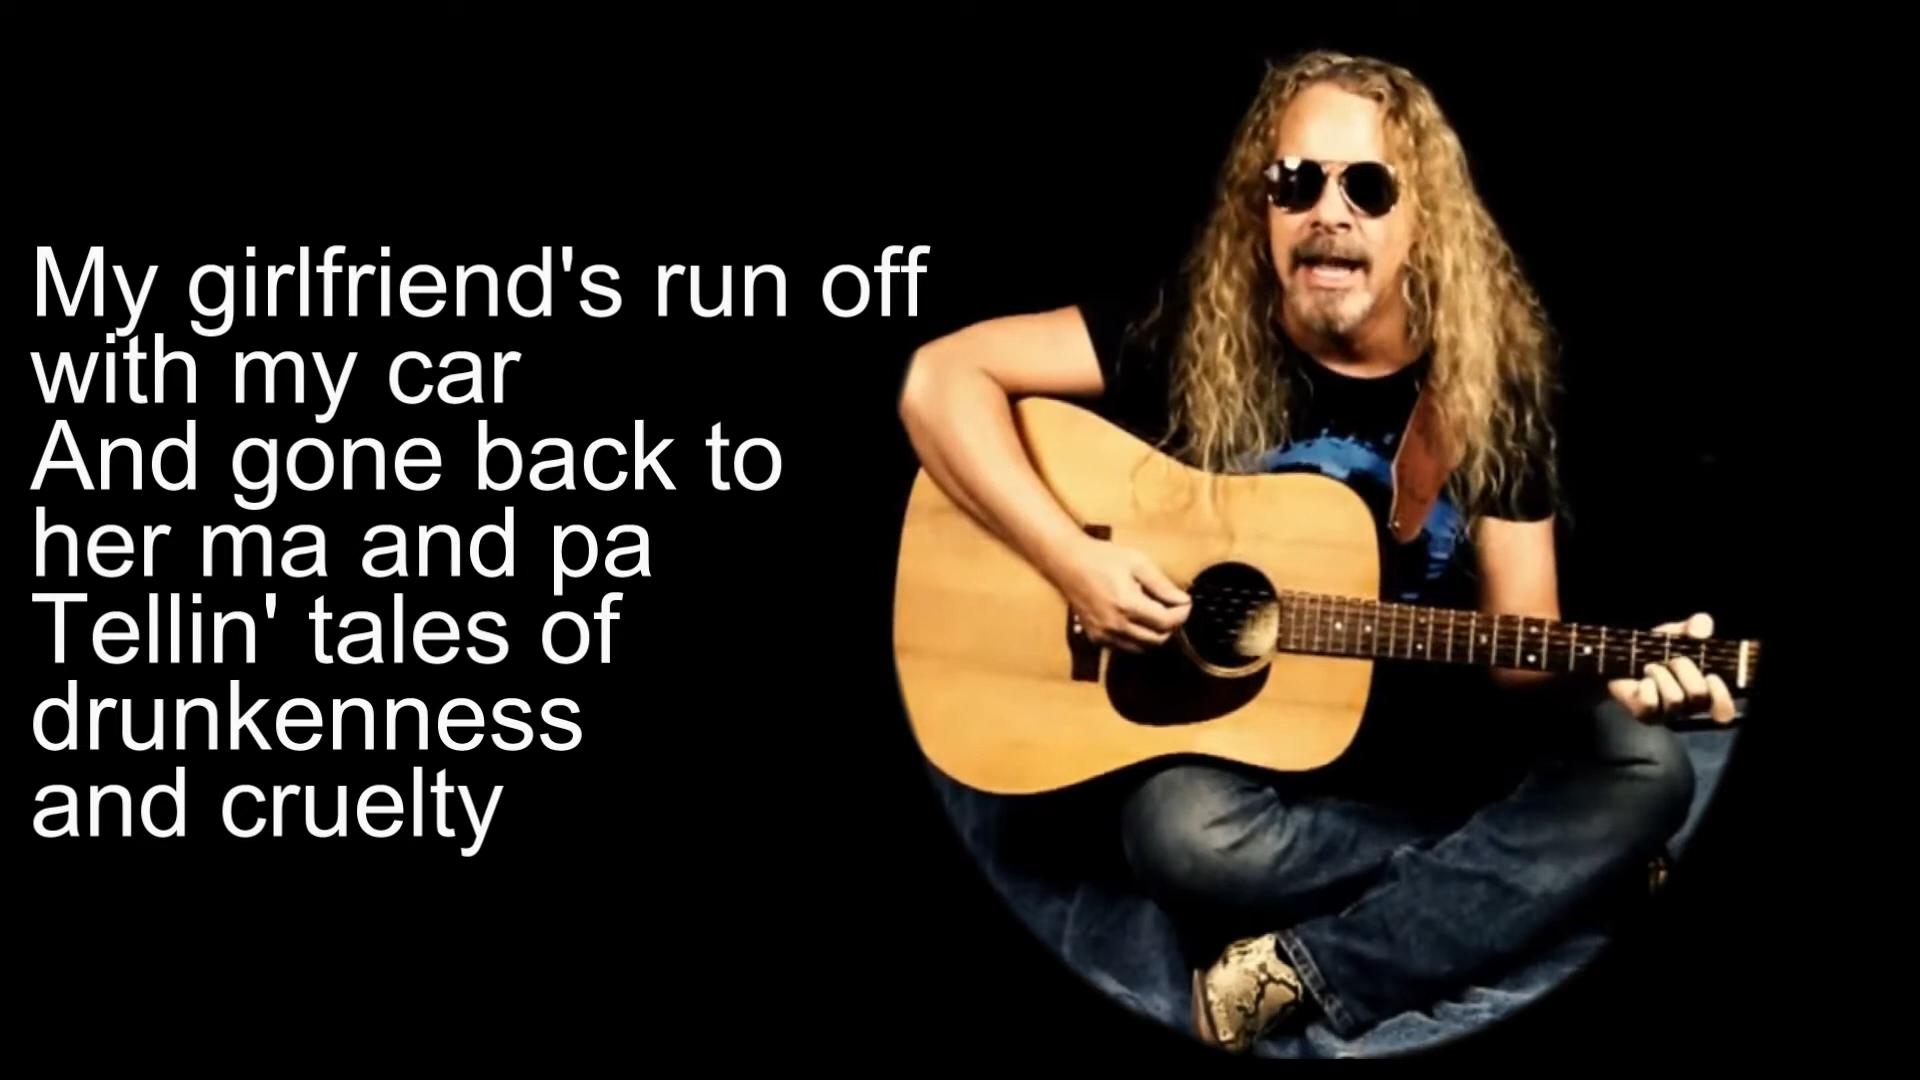 My girlfriend's run off
with my car
And gone back to
her ma and pa
Tellin' tales of
drunkenness
and cruelty